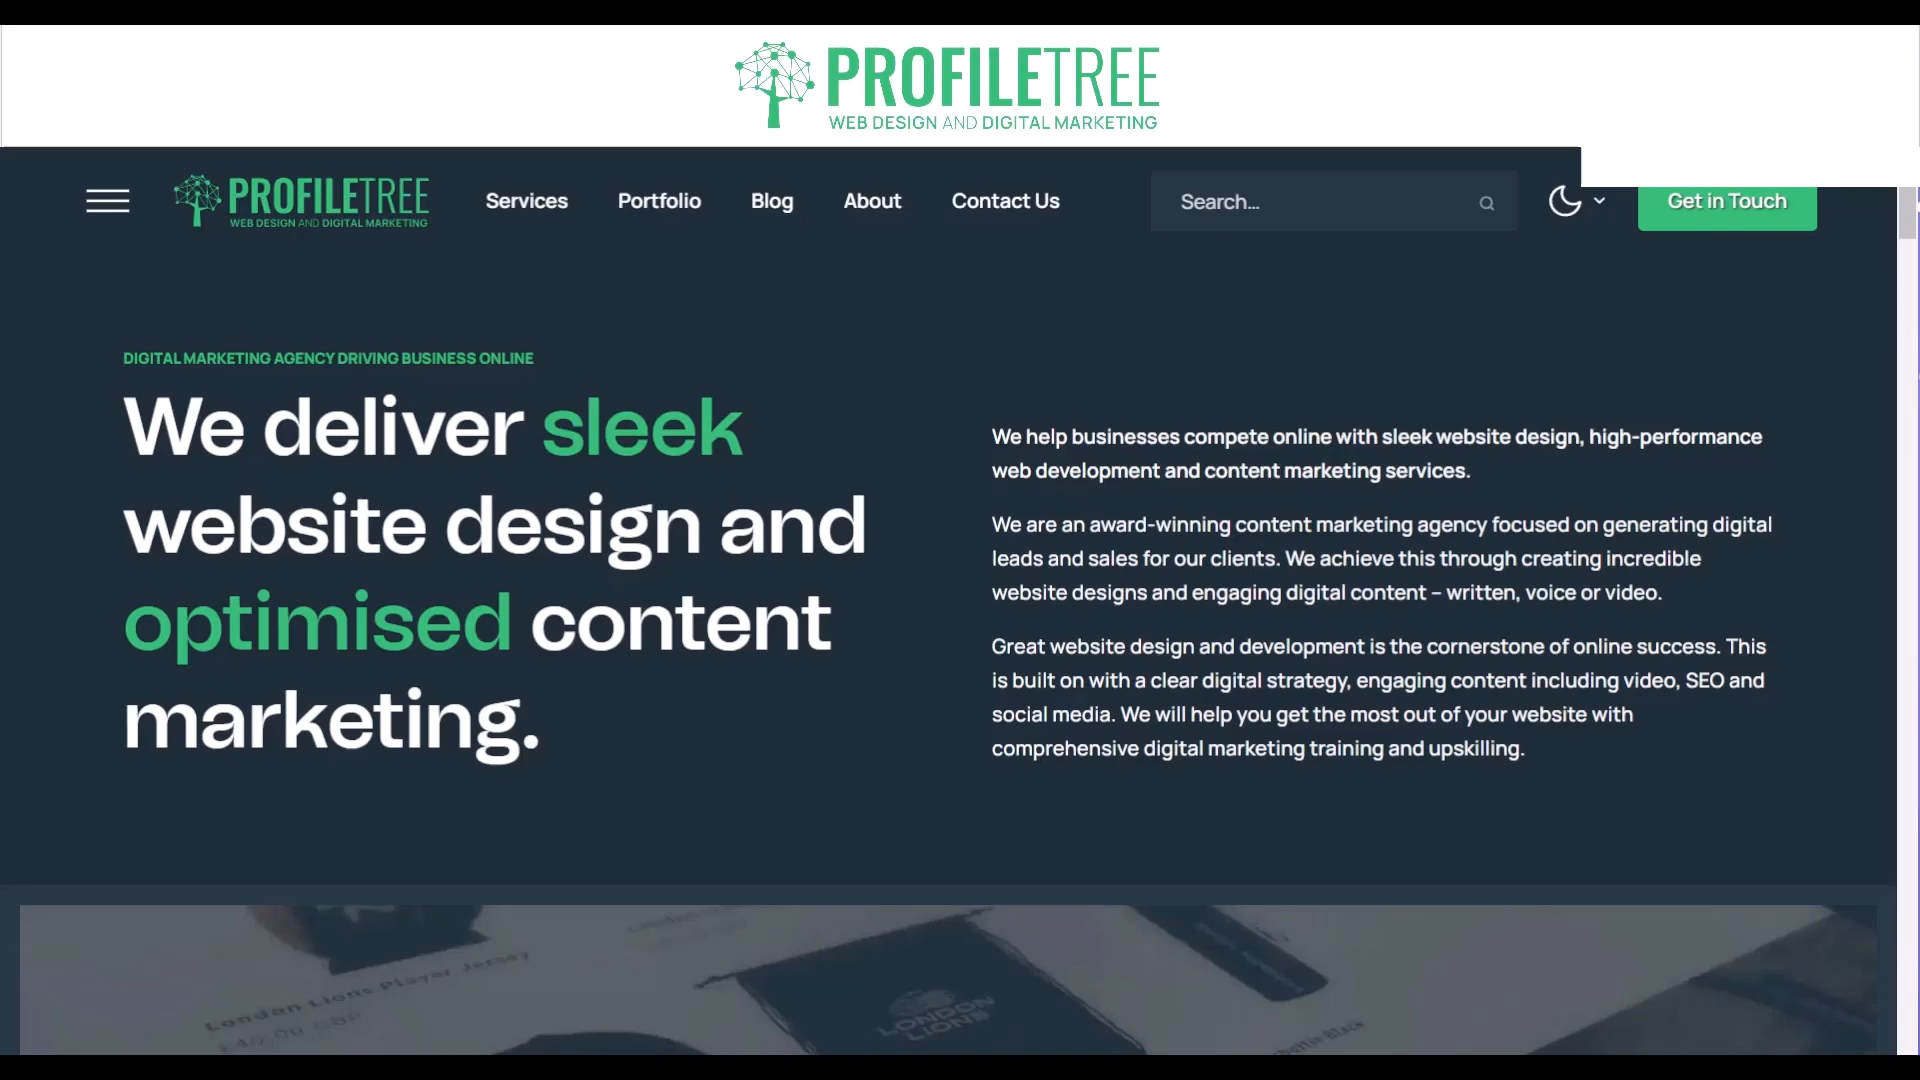 PROFILETREE
WEB DESIGN AND DIGITAL MARKETING
PROFILETREE
WEB DESIGN AND DIGITAL MARKETING
Services
Portfolio
Blog
About
Contact Us
Search...
Get in Touch
DIGITAL MARKETING AGENCY DRIVING BUSINESS ONLINE
We deliver sleek
website design and
optimised content
marketing.
We help businesses compete online with sleek website design, high-performance
web development and content marketing services.
We are an award-winning content marketing agency focused on generating digital
leads and sales for our clients. We achieve this through creating incredible
website designs and engaging digital content – written, voice or video.
Great website design and development is the cornerstone of online success. This
is built on with a clear digital strategy, engaging content including video, SEO and
social media. We will help you get the most out of your website with
comprehensive digital marketing training and upskilling.
London Lions Player Jersey
LONDON
LIONS